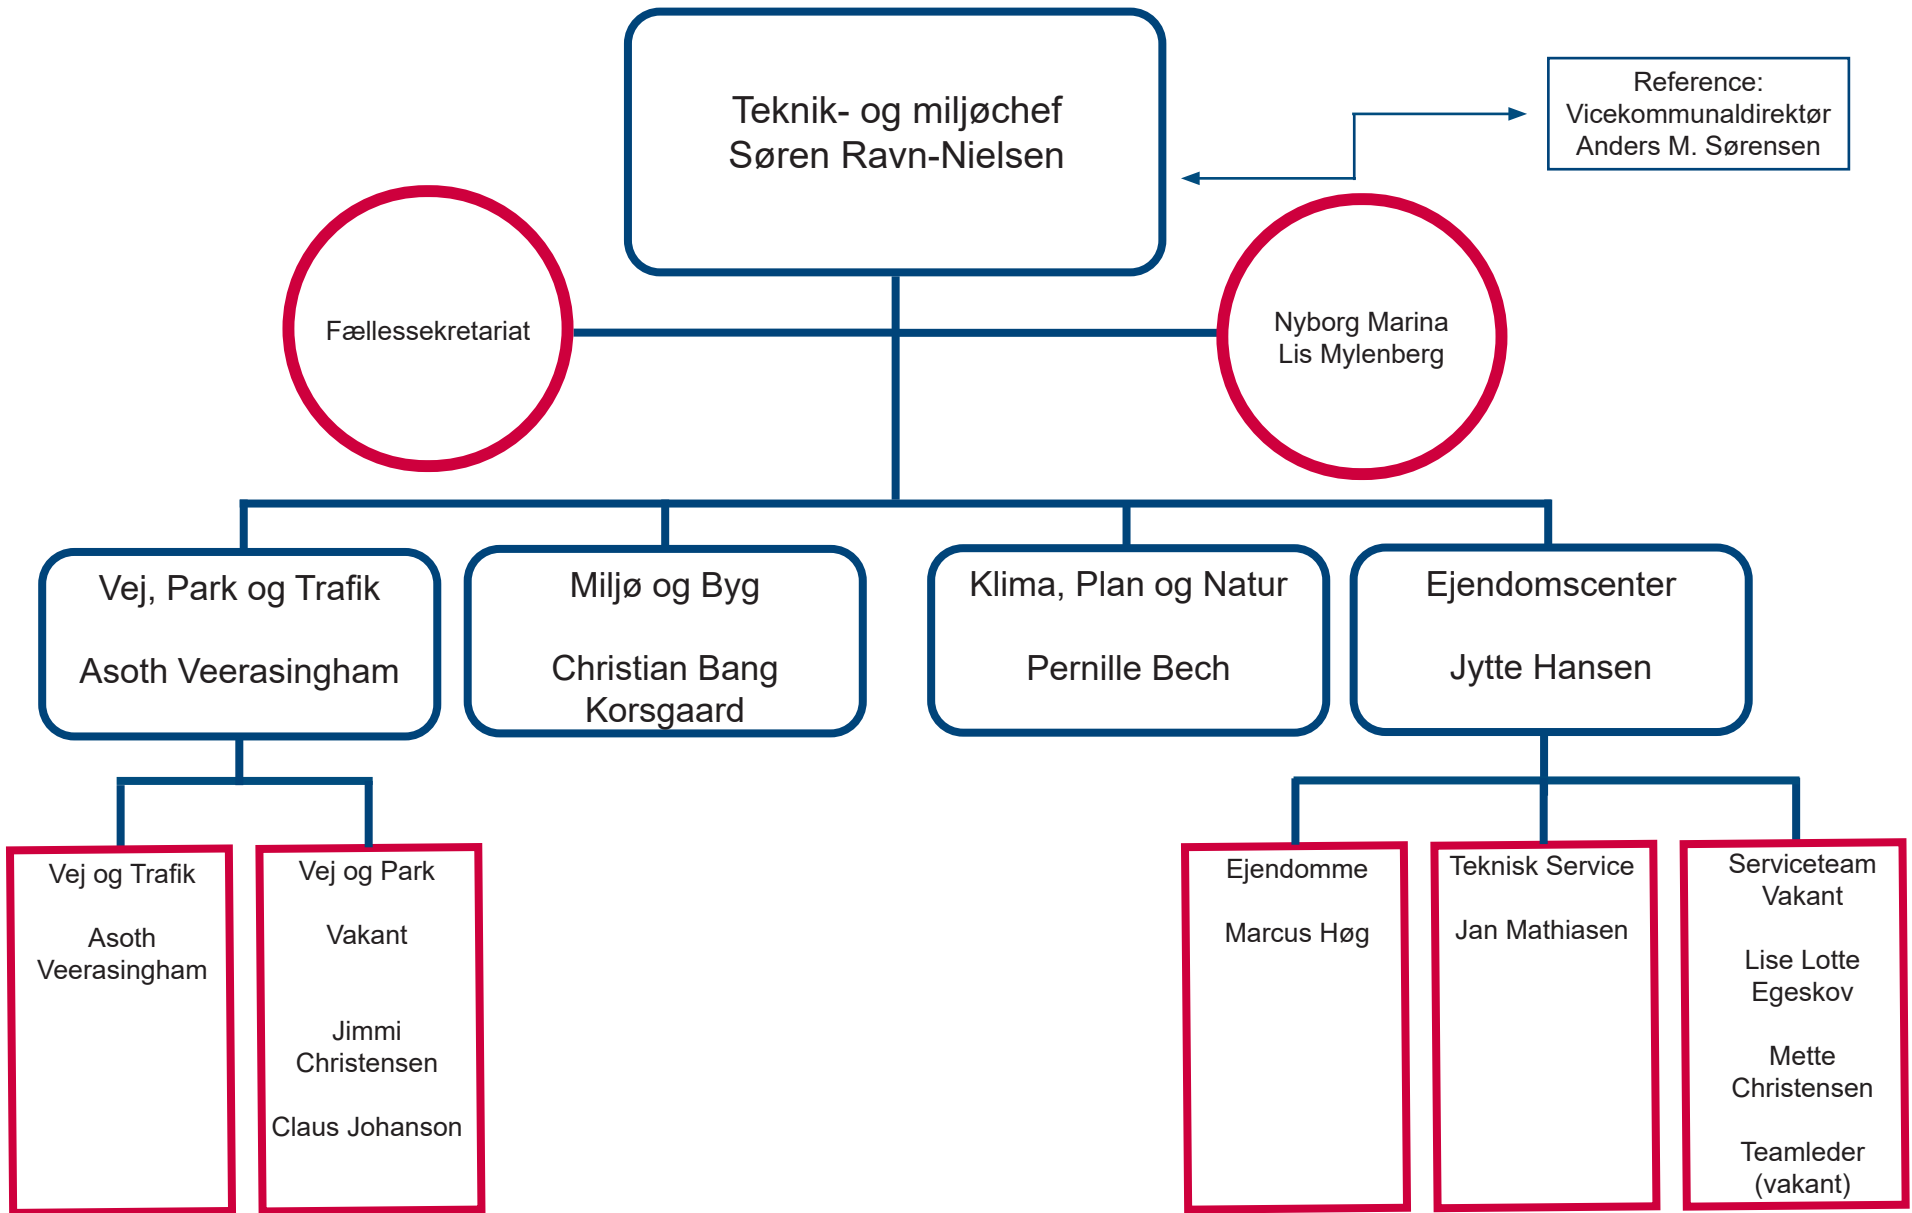 Teknik- og miljøchef
Søren Ravn-Nielsen
Reference:
Vicekommunaldirektør
Anders M. Sørensen
Fællessekretariat
Nyborg Marina
Lis Mylenberg
Vej, Park og Trafik
Asoth Veerasingham
Miljø og Byg
Christian Bang
Korsgaard
Klima, Plan og Natur
Pernille Bech
Ejendomscenter
Jytte Hansen
Vej og Trafik
Asoth
Veerasingham
Vej og Park
Vakant
Jimmi
Christensen
Claus Johanson
Ejendomme
Marcus Høg
Teknisk Service
Jan Mathiasen
Serviceteam
Vakant
Lise Lotte
Egeskov
Mette
Christensen
Teamleder
(vakant)